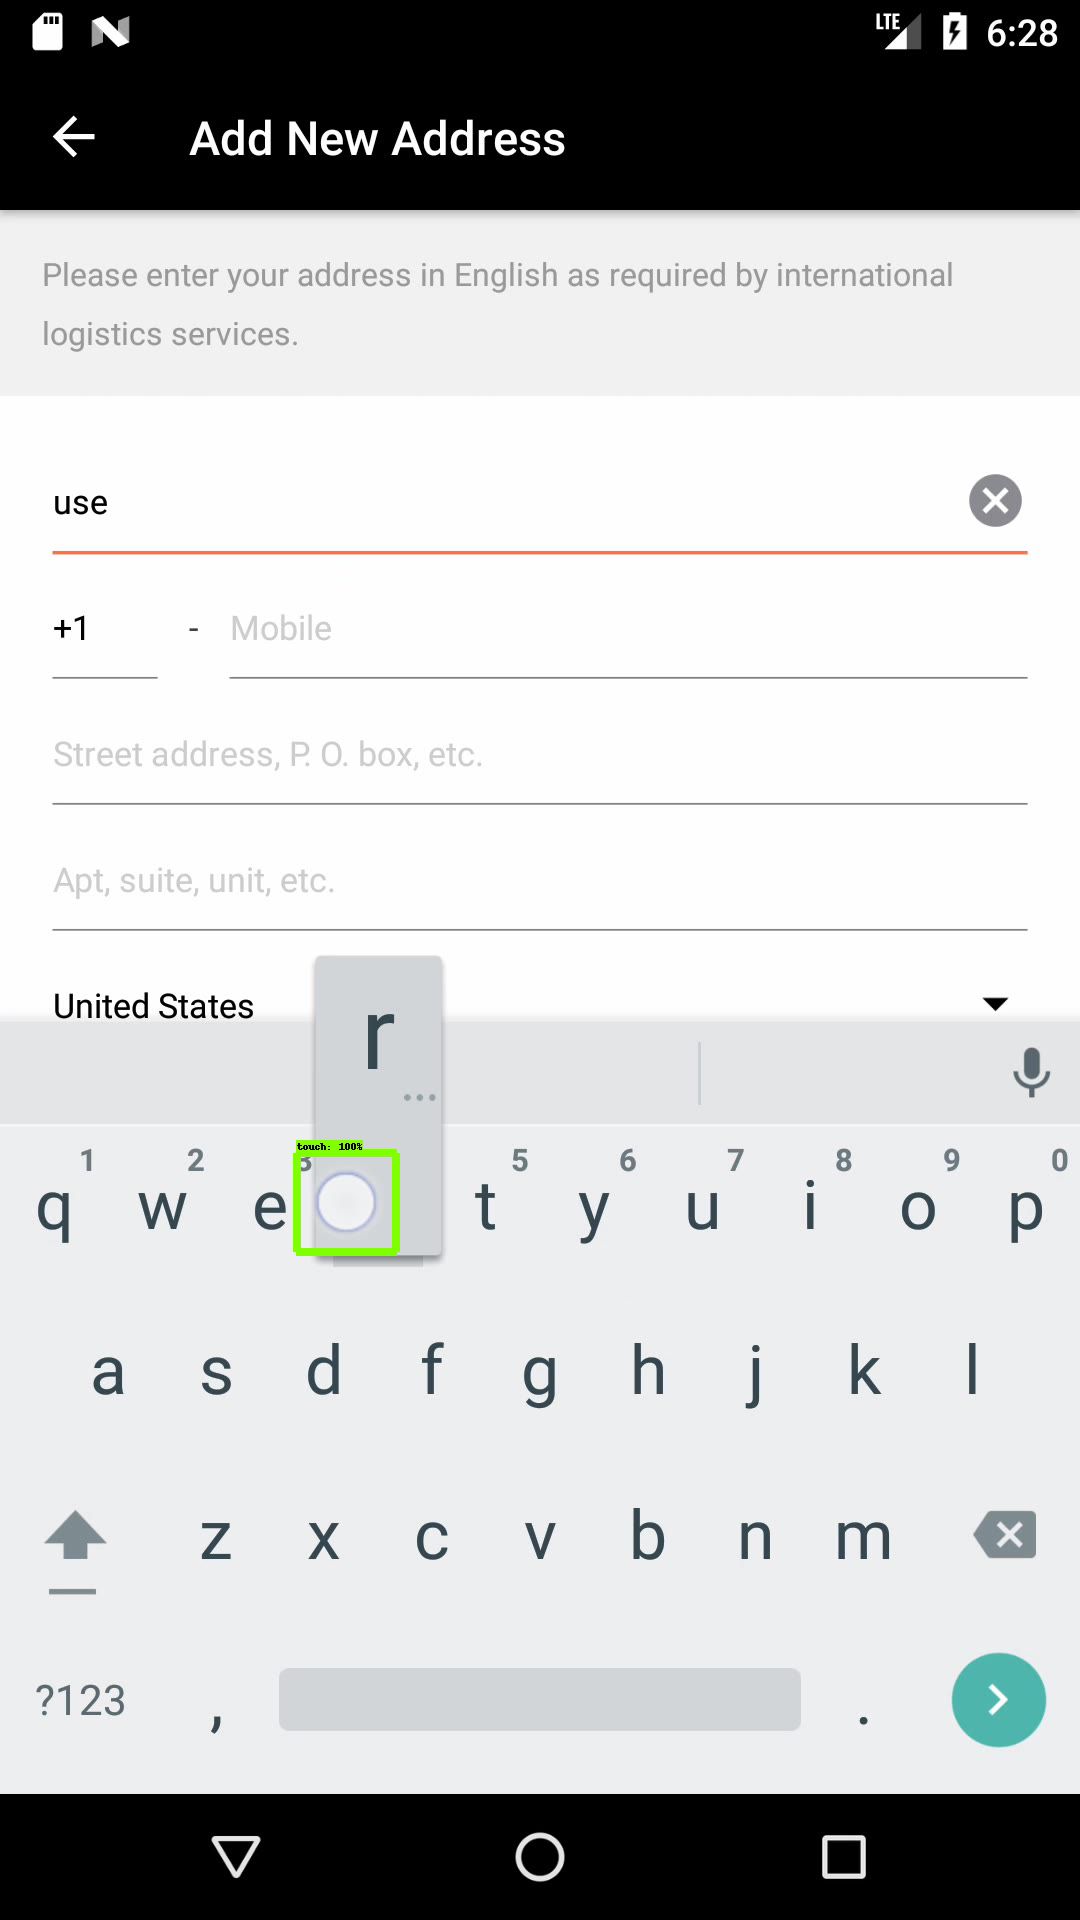 LTE 6:28
Add New Address
Please enter your address in English as required by international
logistics services.
use
+1 - Mobile
Street address, P. O. box, etc.
Apt, suite, unit, etc.
United States
r
...
touch: 100%
1 2 3 5 6 7 8 9 0
q w e t y u i o p
a s d f g h j k l
z x c v b n m
?123 , .